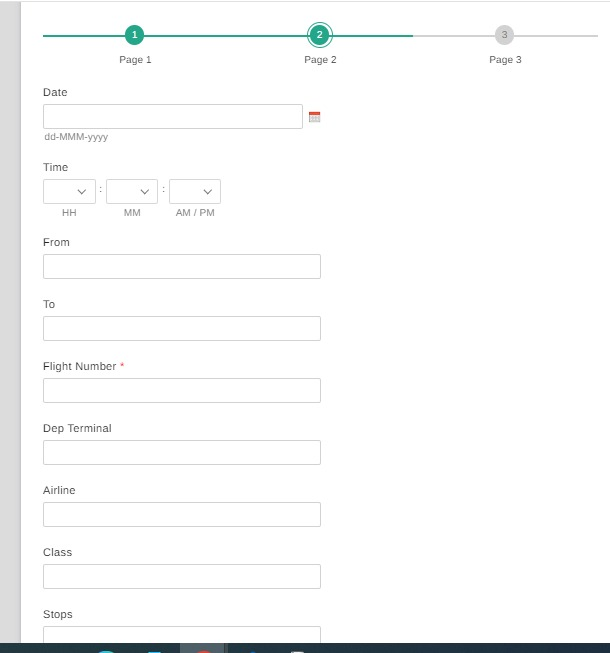 1 2 3
Page 1 Page 2 Page 3
Date
dd-MMM-yyyy
Time
: :
HH MM AM / PM
From
To
Flight Number *
Dep Terminal
Airline
Class
Stops